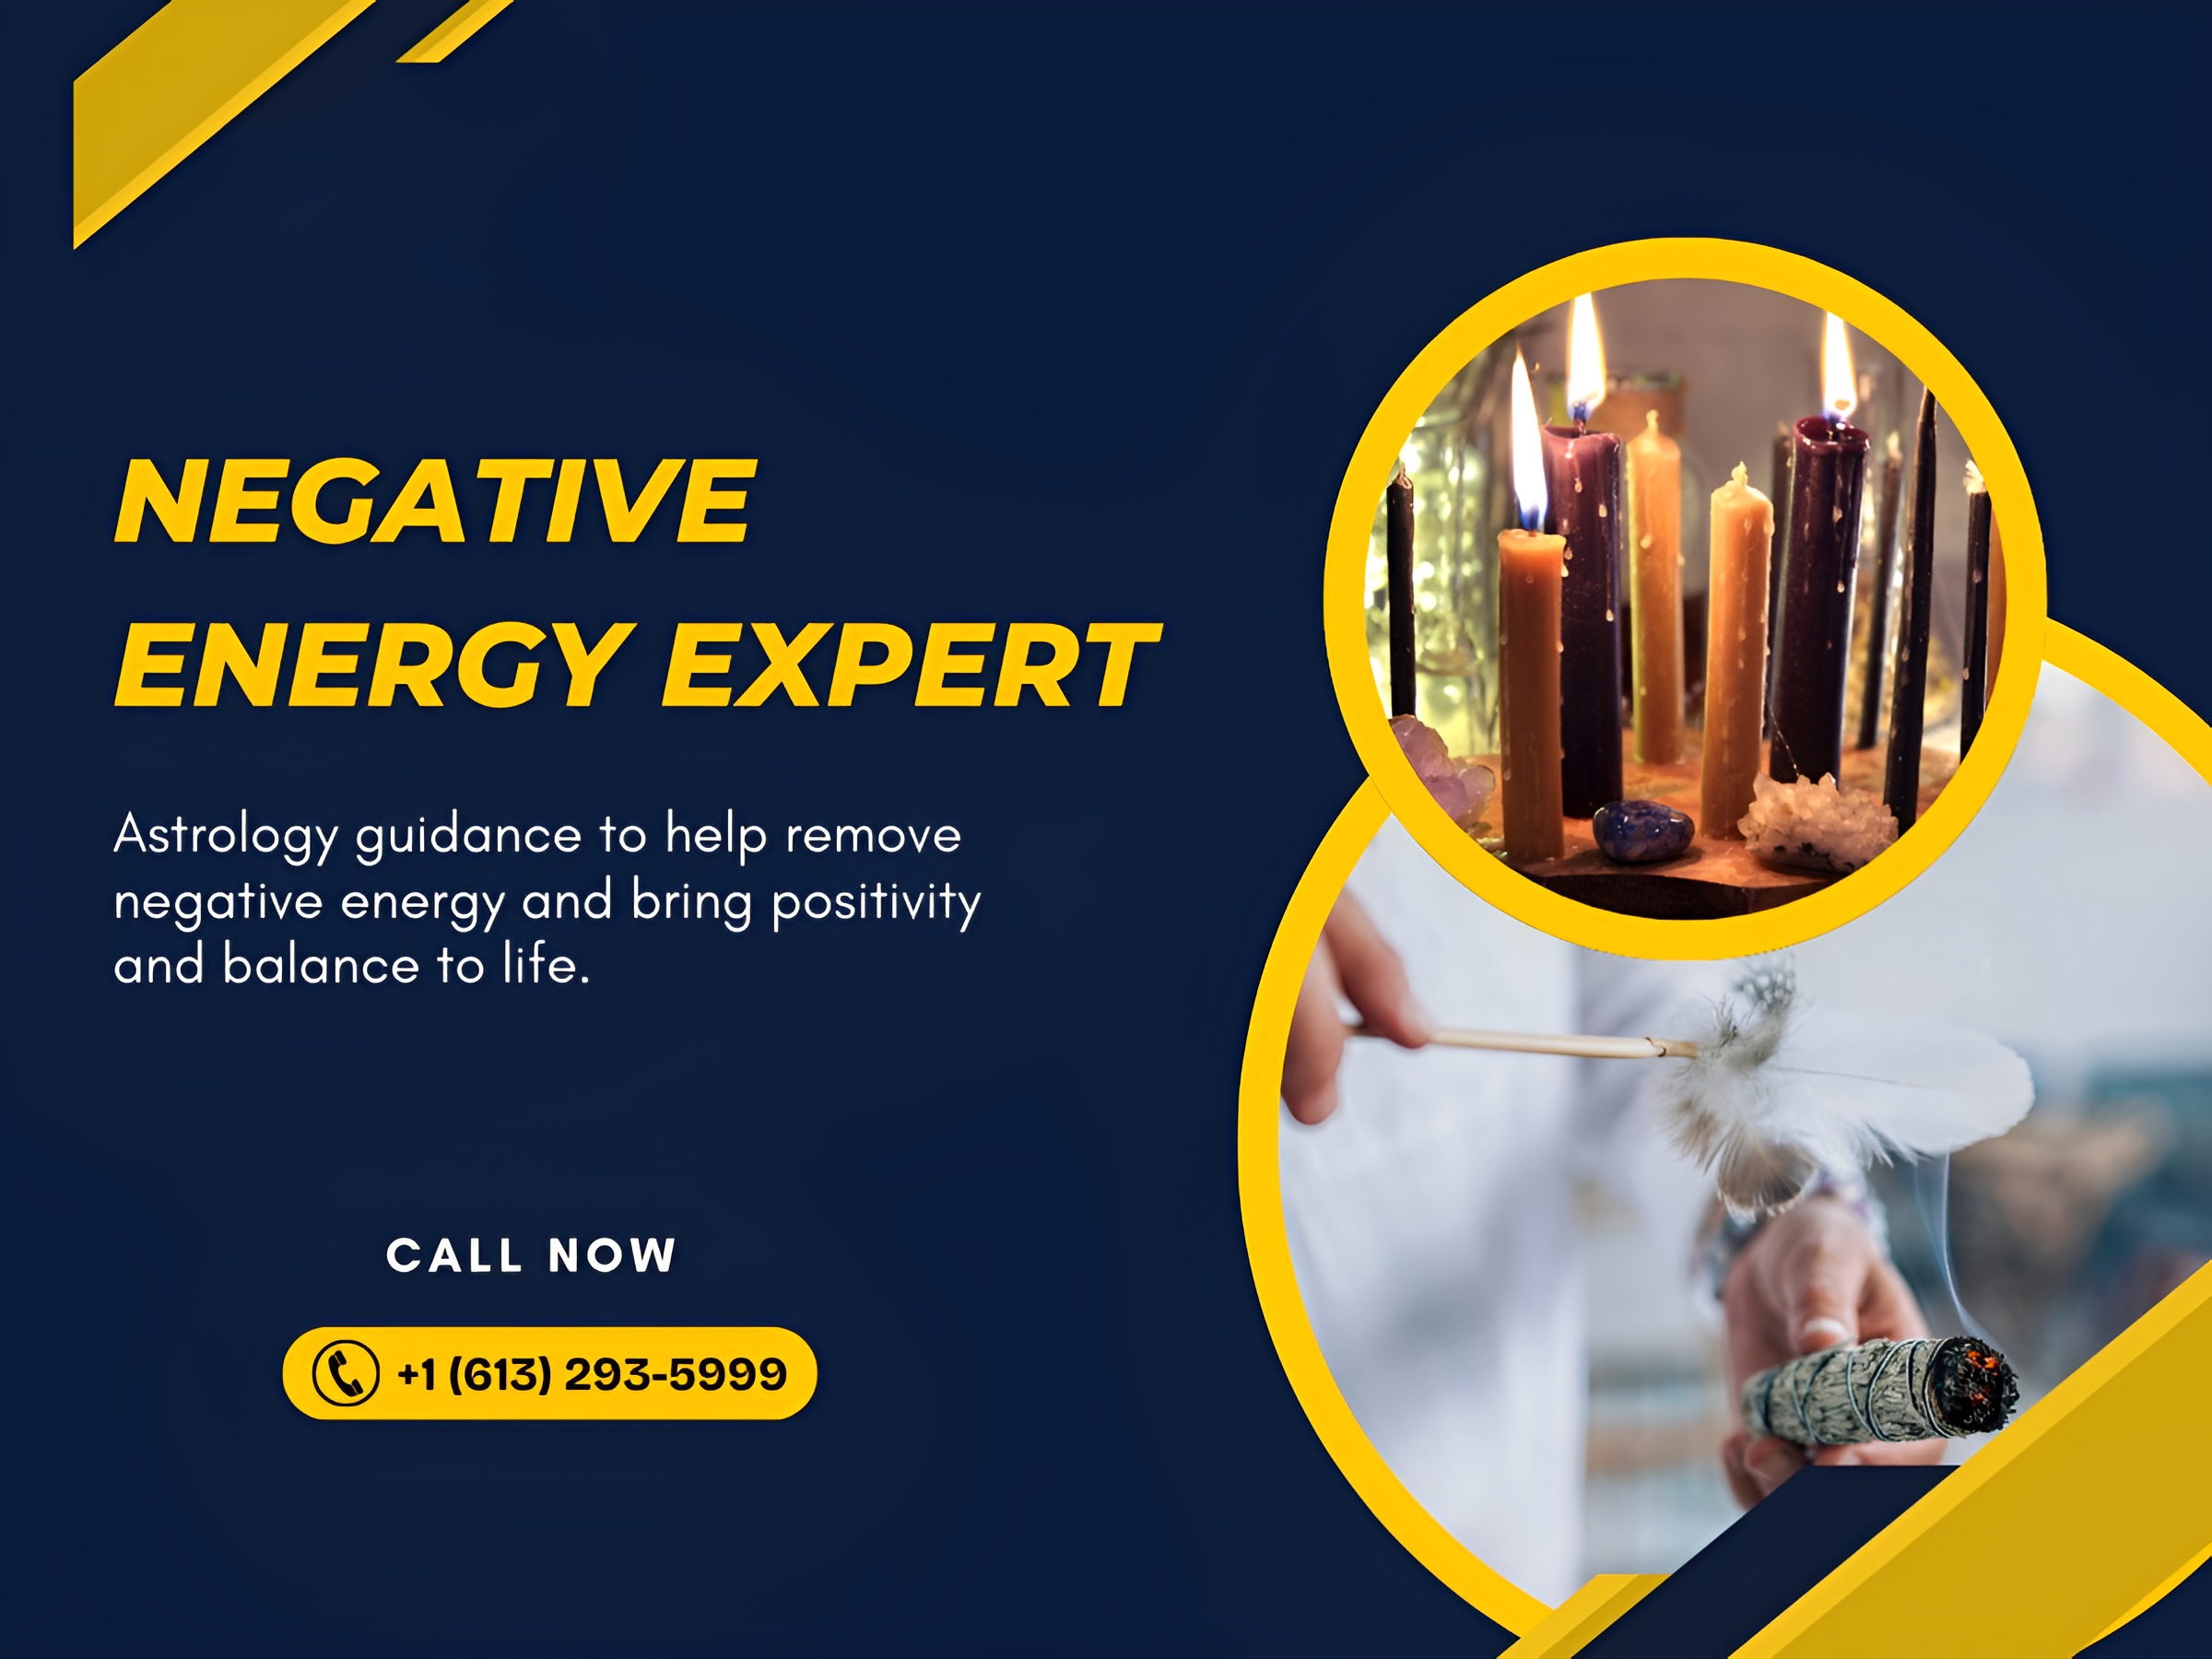 NEGATIVE
ENERGY EXPERT
Astrology guidance to help remove
negative energy and bring positivity
and balance to life.
CALL NOW
+1 (613) 293-5999